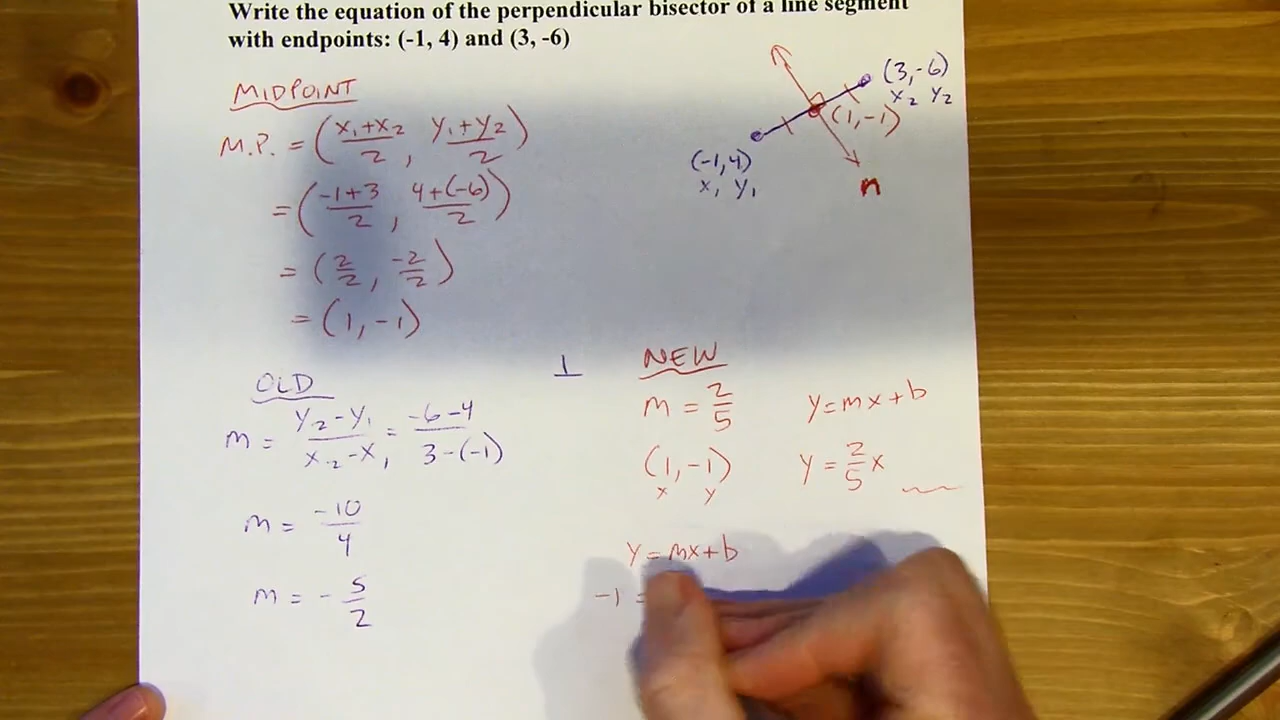 Write the equation of the perpendicular bisector of a line segment
with endpoints: (-1, 4) and (3, -6)
MIDPOINT
M.P. = (x₁+x₂/2, y₁+y₂/2)
= (-1+3/2, 4+(-6)/2)
= (2/2, -2/2)
= (1, -1)
(3,-6)
x₂ y₂
(1,-1)
(-1,4)
x₁ y₁
n
OLD
m = y₂-y₁/x₂-x₁ = -6-4/3-(-1)
m = -10/4
m = -5/2
⊥
NEW
m = 2/5
y=mx+b
(1,-1)
x y
y = 2/5 x
y = mx+b
-1 =